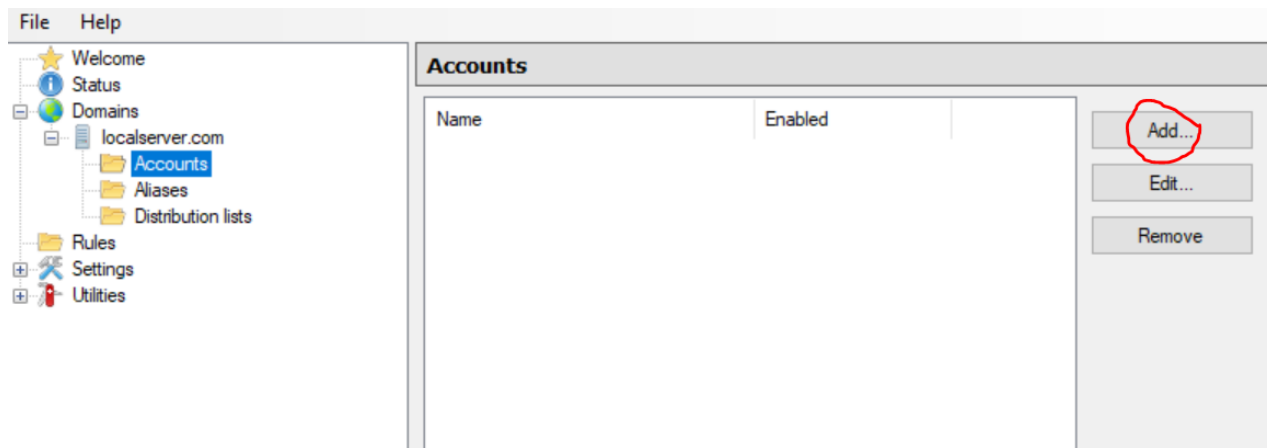 File Help
Welcome
Status
Domains
localserver.com
Accounts
Aliases
Distribution lists
Rules
Settings
Utilities
Accounts
Name Enabled
Add...
Edit...
Remove